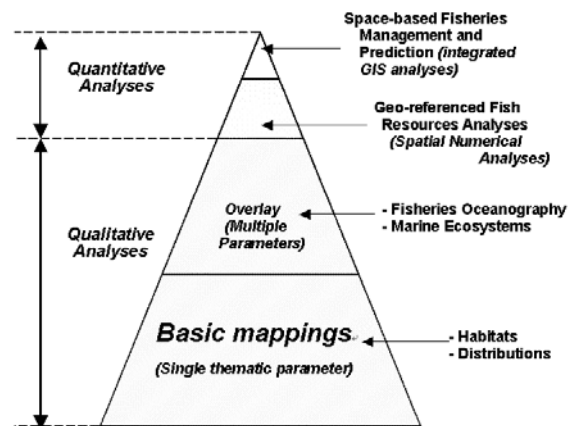 Space-based Fisheries
Management and
Prediction (integrated
GIS analyses)
Quantitative
Analyses
Geo-referenced Fish
Resources Analyses
(Spatial Numerical
Analyses)
Qualitative
Analyses
Overlay
(Multiple
Parameters)
- Fisheries Oceanography
- Marine Ecosystems
Basic mappings
(Single thematic parameter)
- Habitats
- Distributions